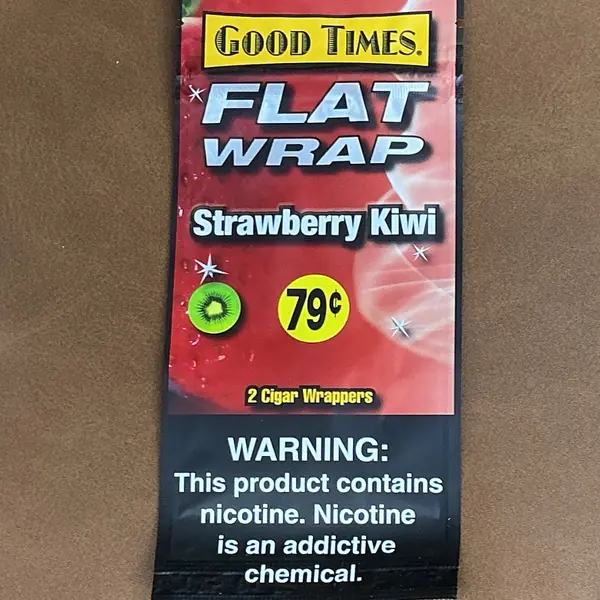 GOOD TIMES®
FLAT
WRAP
Strawberry Kiwi
79¢
2 Cigar Wrappers
WARNING:
This product contains
nicotine. Nicotine
is an addictive
chemical.